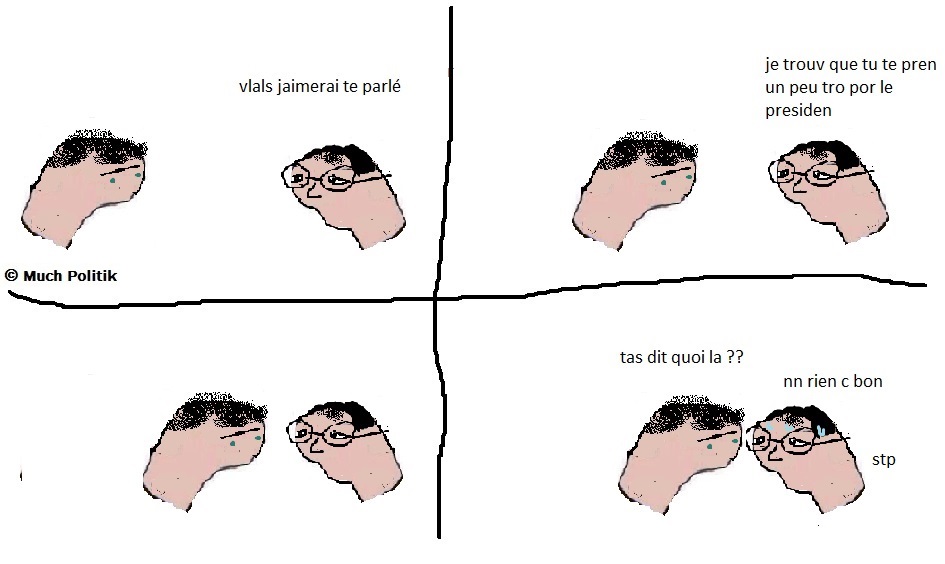 vlals jaimerai te parlé
je trouv que tu te pren
un peu tro por le
presiden
© Much Politik
tas dit quoi la ??
nn rien c bon
stp